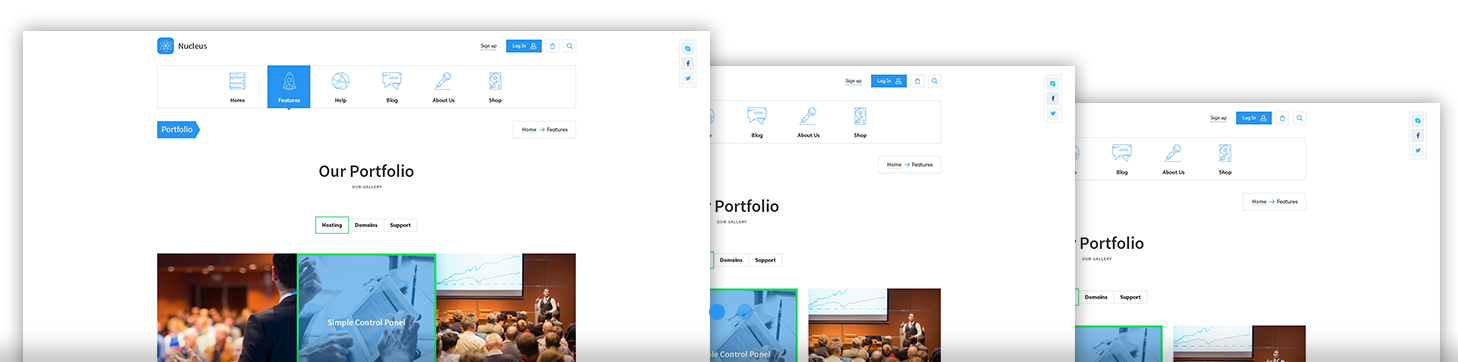 Nucleus
Sign up
Log In
Home
Features
Help
Blog
About Us
Shop
Portfolio
Home → Features
Our Portfolio
OUR GALLERY
Hosting
Domains
Support
Simple Control Panel
Sign up
Log In
Blog
About Us
Shop
Home → Features
Portfolio
OUR GALLERY
Domains
Support
Control Panel
Sign up
Log In
Blog
About Us
Shop
Home → Features
Portfolio
OUR GALLERY
Domains
Support